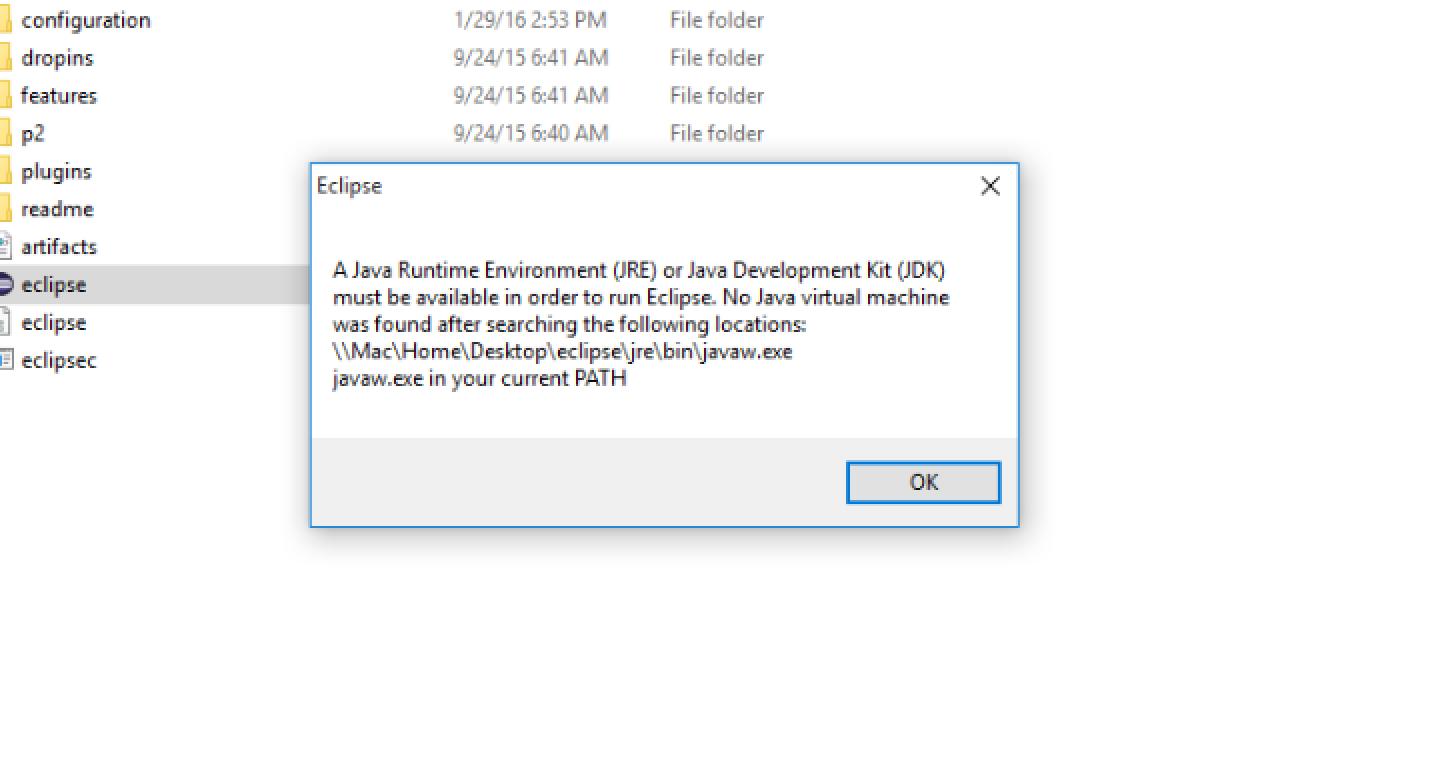 configuration 1/29/16 2:53 PM File folder
dropins 9/24/15 6:41 AM File folder
features 9/24/15 6:41 AM File folder
p2 9/24/15 6:40 AM File folder
plugins
readme
artifacts
eclipse
eclipse
eclipsec
Eclipse
A Java Runtime Environment (JRE) or Java Development Kit (JDK)
must be available in order to run Eclipse. No Java virtual machine
was found after searching the following locations:
\\Mac\Home\Desktop\eclipse\jre\bin\javaw.exe
javaw.exe in your current PATH
OK